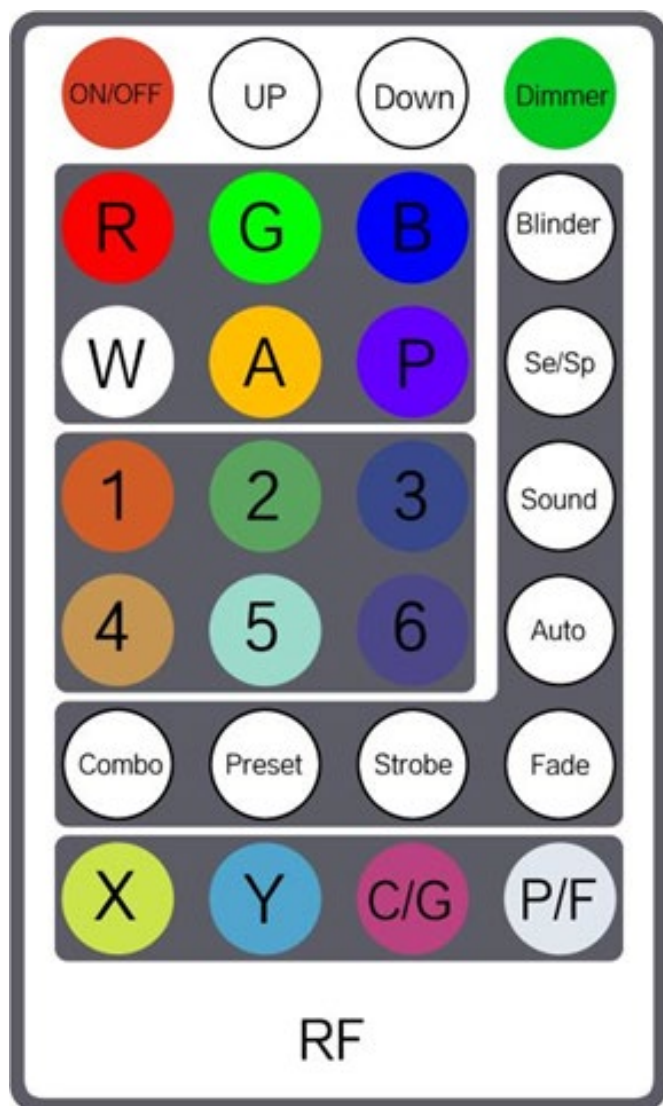 ON/OFF UP Down Dimmer
R G B Blinder
W A P Se/Sp
1 2 3 Sound
4 5 6 Auto
Combo Preset Strobe Fade
X Y C/G P/F
RF